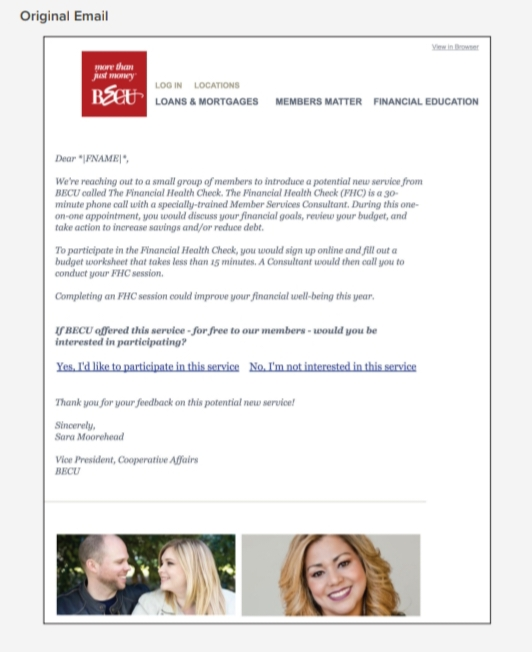 Original Email
View in Browser
more than
just money
BECU
LOG IN LOCATIONS
LOANS & MORTGAGES MEMBERS MATTER FINANCIAL EDUCATION
Dear *|FNAME|*,
We're reaching out to a small group of members to introduce a potential new service from
BECU called The Financial Health Check. The Financial Health Check (FHC) is a 30-
minute phone call with a specially-trained Member Services Consultant. During this one-
on-one appointment, you would discuss your financial goals, review your budget, and
take action to increase savings and/or reduce debt.
To participate in the Financial Health Check, you would sign up online and fill out a
budget worksheet that takes less than 15 minutes. A Consultant would then call you to
conduct your FHC session.
Completing an FHC session could improve your financial well-being this year.
If BECU offered this service - for free to our members - would you be
interested in participating?
Yes, I'd like to participate in this service No, I'm not interested in this service
Thank you for your feedback on this potential new service!
Sincerely,
Sara Moorehead
Vice President, Cooperative Affairs
BECU